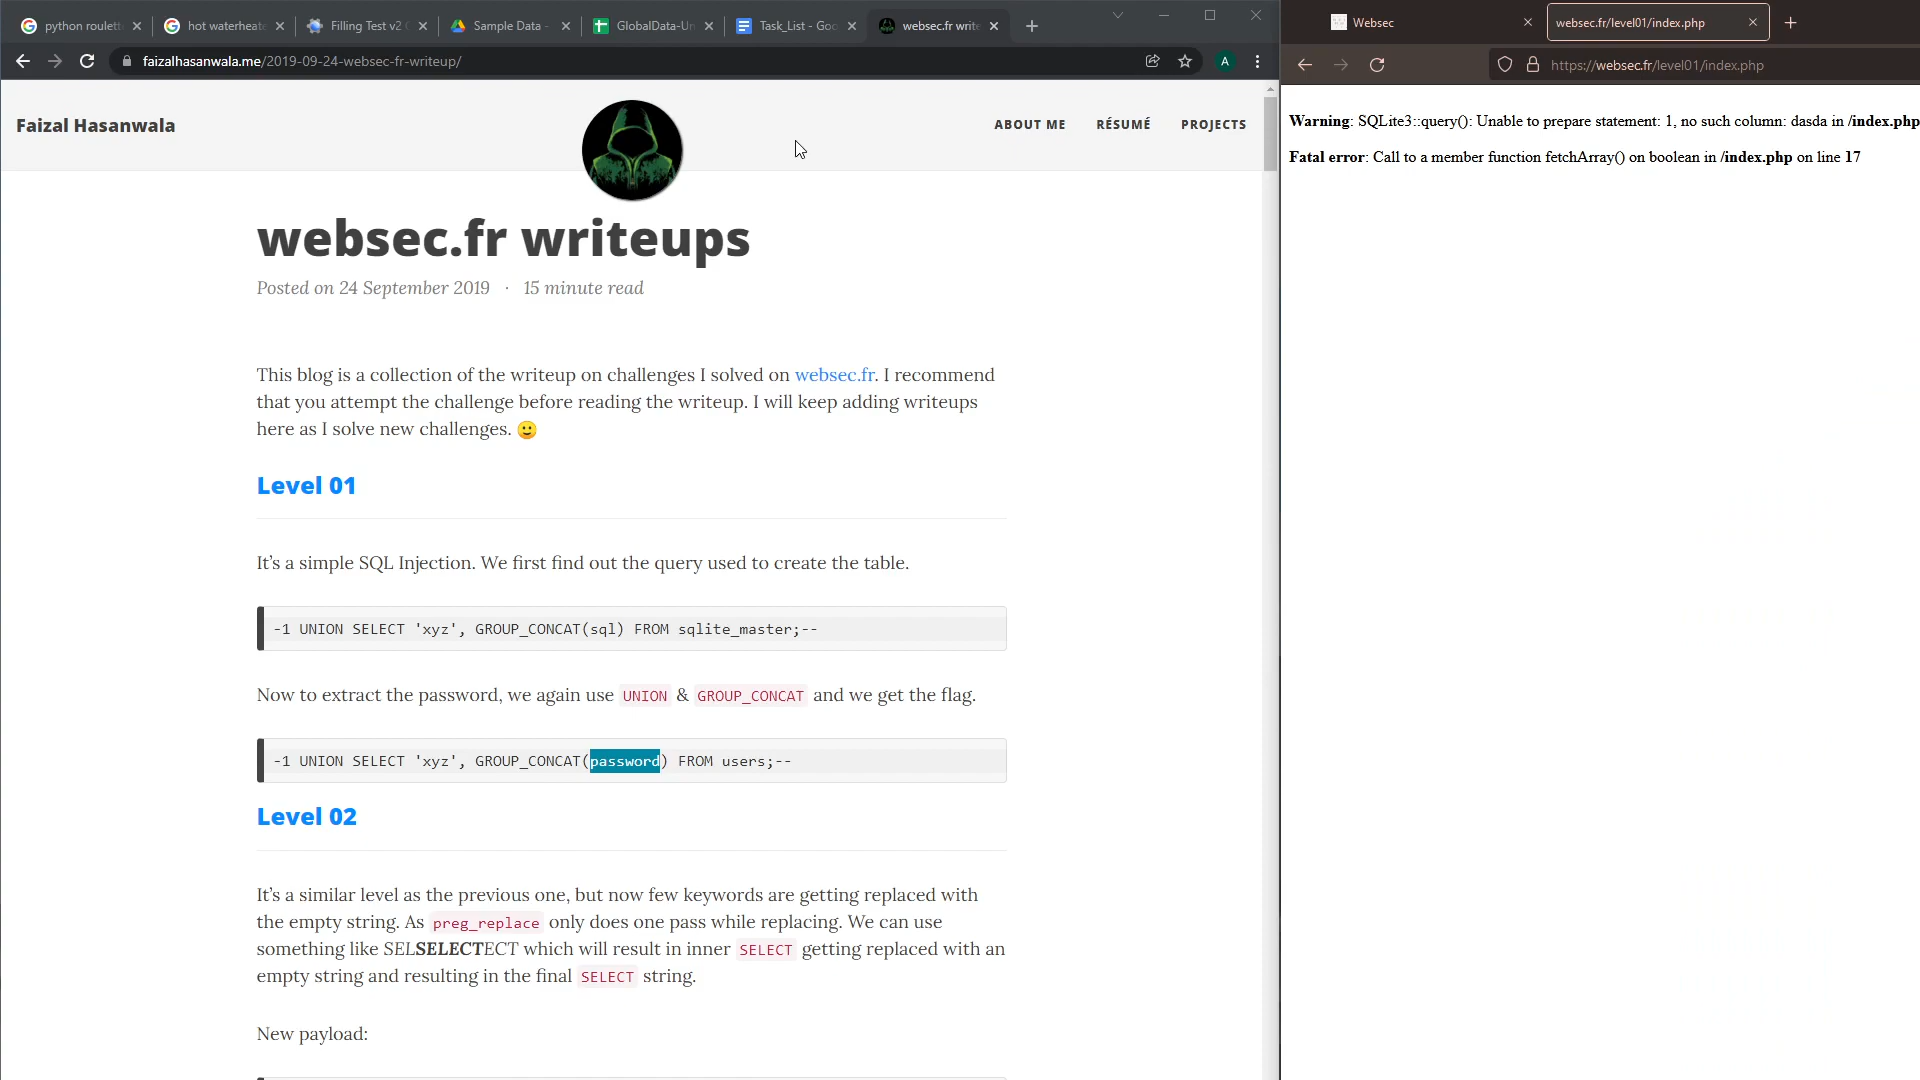 python roulett
hot waterheate
Filling Test v2
Sample Data -
GlobalData-Un
Task_List - Goo
websec.fr write
faizalhasanwala.me/2019-09-24-websec-fr-writeup/
A
Faizal Hasanwala
ABOUT ME
RÉSUMÉ
PROJECTS
websec.fr writeups
Posted on 24 September 2019 · 15 minute read
This blog is a collection of the writeup on challenges I solved on websec.fr. I recommend
that you attempt the challenge before reading the writeup. I will keep adding writeups
here as I solve new challenges. 🙂
Level 01
It’s a simple SQL Injection. We first find out the query used to create the table.
-1 UNION SELECT 'xyz', GROUP_CONCAT(sql) FROM sqlite_master;--
Now to extract the password, we again use UNION & GROUP_CONCAT and we get the flag.
-1 UNION SELECT 'xyz', GROUP_CONCAT(password) FROM users;--
Level 02
It’s a similar level as the previous one, but now few keywords are getting replaced with
the empty string. As preg_replace only does one pass while replacing. We can use
something like SELSELECTECT which will result in inner SELECT getting replaced with an
empty string and resulting in the final SELECT string.
New payload:
Websec
websec.fr/level01/index.php
https://websec.fr/level01/index.php
Warning: SQLite3::query(): Unable to prepare statement: 1, no such column: dasda in /index.php
Fatal error: Call to a member function fetchArray() on boolean in /index.php on line 17